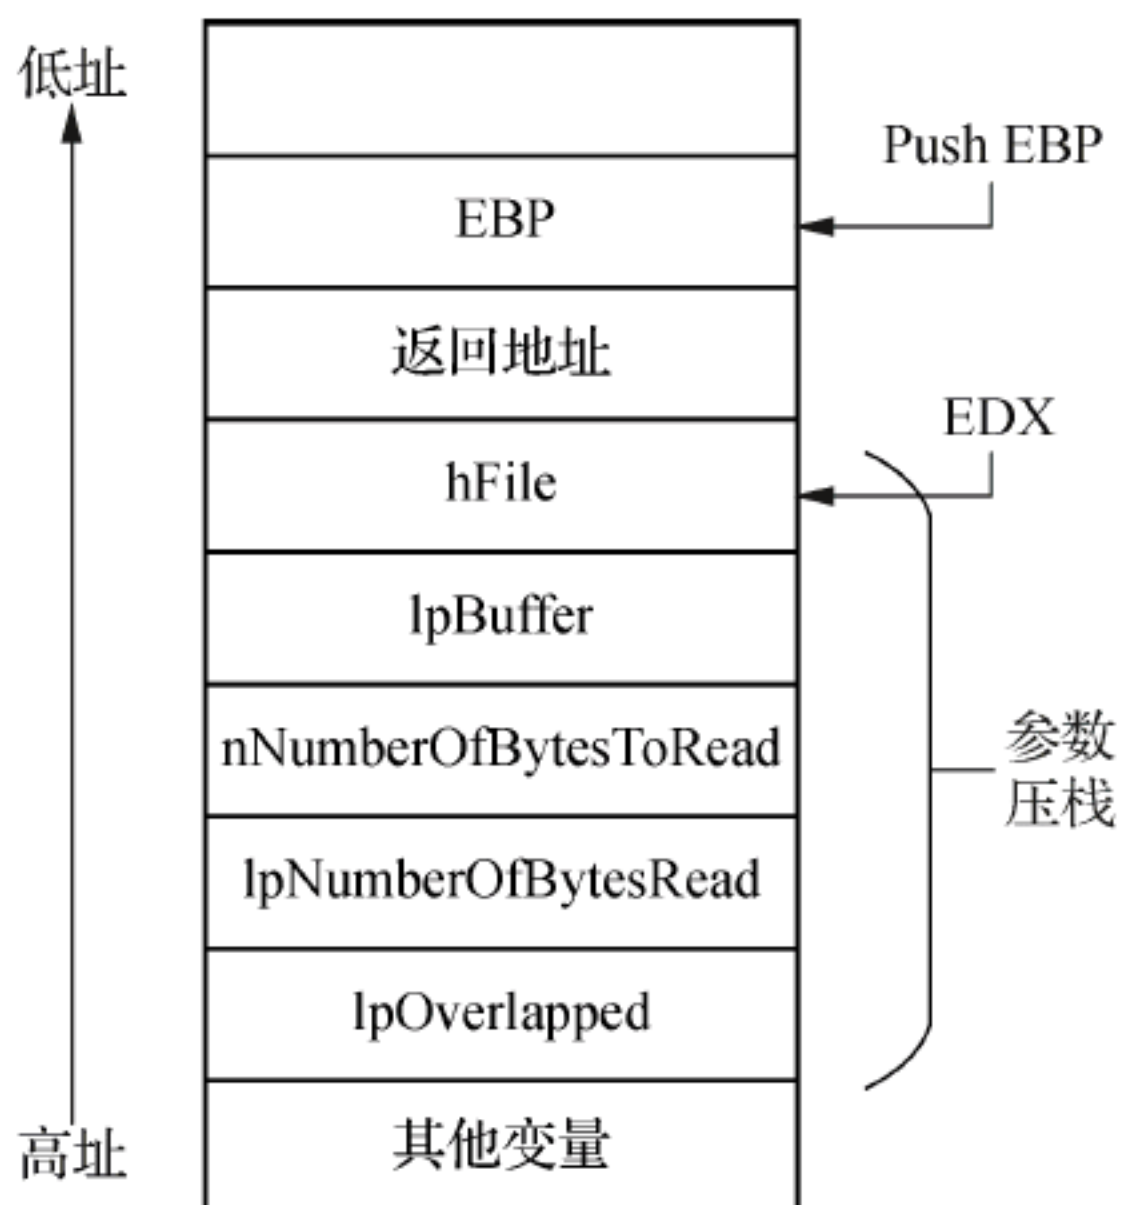 低址
Push EBP
EBP
返回地址
EDX
hFile
lpBuffer
nNumberOfBytesToRead
参数
压栈
lpNumberOfBytesRead
lpOverlapped
高址
其他变量